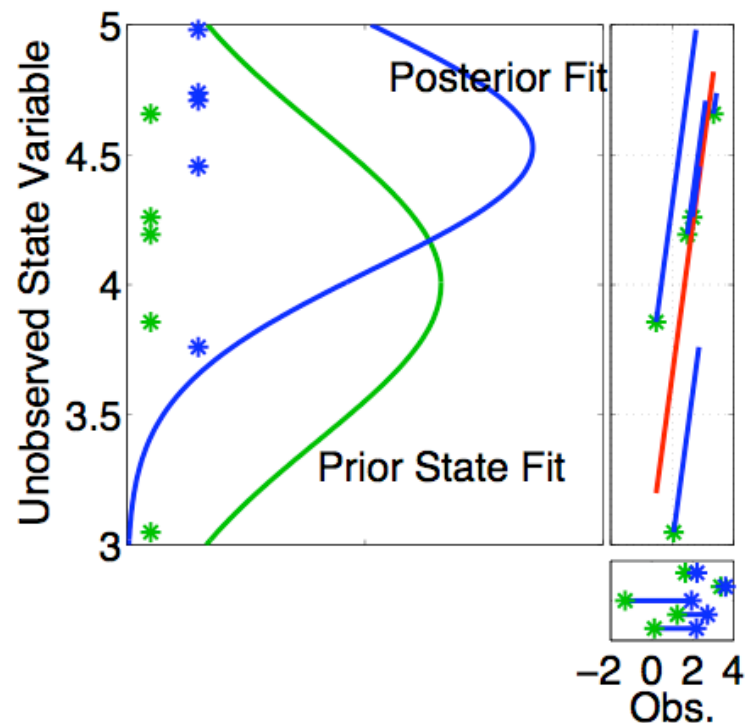 Unobserved State Variable
5
4.5
4
3.5
3
Posterior Fit
Prior State Fit
−2 0 2 4
Obs.